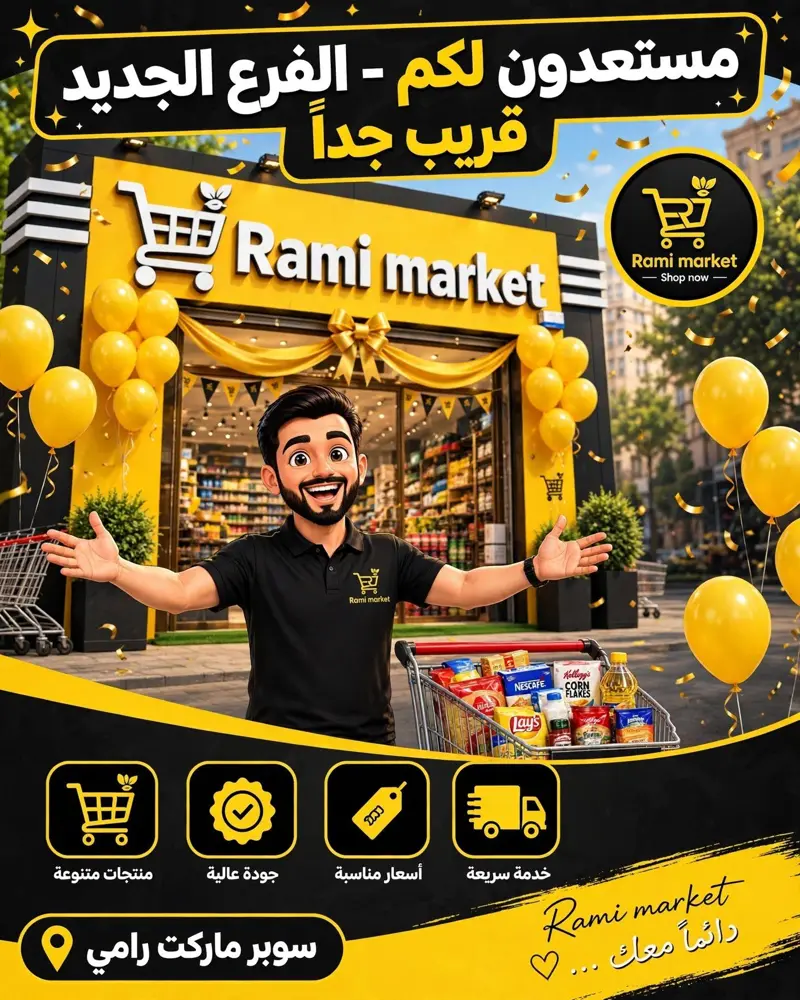 مستعدون لكم - الفرع الجديد
قريب جداً
Rami market
Rami market
Shop now
Rami market
NESCAFE
Kellogg's
CORN
FLAKES
Lay's
منتجات متنوعة
جودة عالية
أسعار مناسبة
خدمة سريعة
Rami market
دائماً معك ...
سوبر ماركت رامي